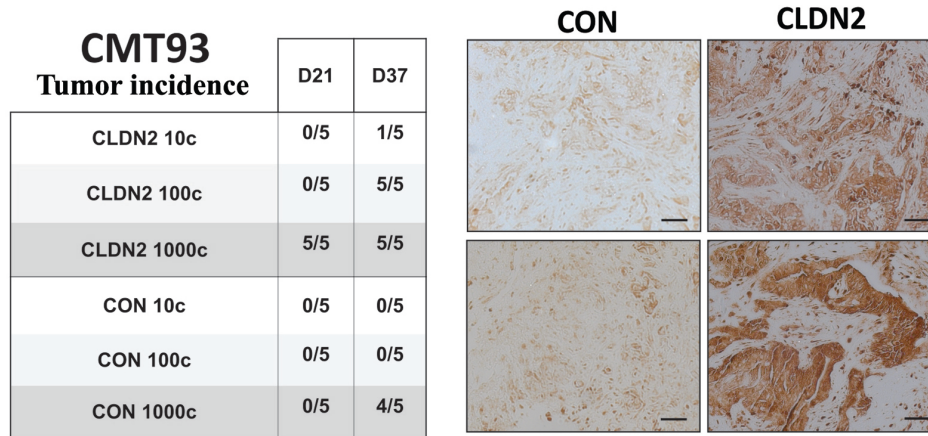 CMT93
Tumor incidence
D21 D37
CLDN2 10c 0/5 1/5
CLDN2 100c 0/5 5/5
CLDN2 1000c 5/5 5/5
CON 10c 0/5 0/5
CON 100c 0/5 0/5
CON 1000c 0/5 4/5
CON CLDN2